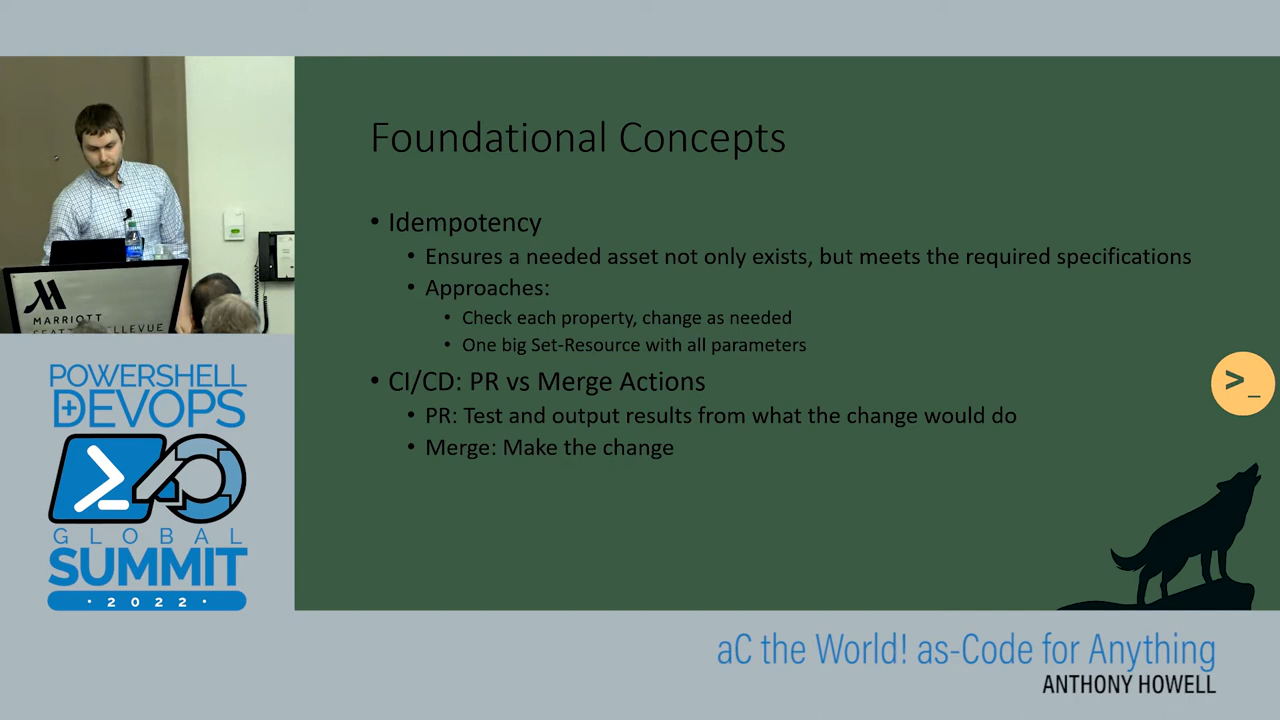 Foundational Concepts
• Idempotency
• Ensures a needed asset not only exists, but meets the required specifications
• Approaches:
• Check each property, change as needed
• One big Set-Resource with all parameters
• CI/CD: PR vs Merge Actions
• PR: Test and output results from what the change would do
• Merge: Make the change
>_
MARRIOTT
POWERSHELL
DEVOPS
GLOBAL
SUMMIT
· 2022 ·
aC the World! as-Code for Anything
ANTHONY HOWELL